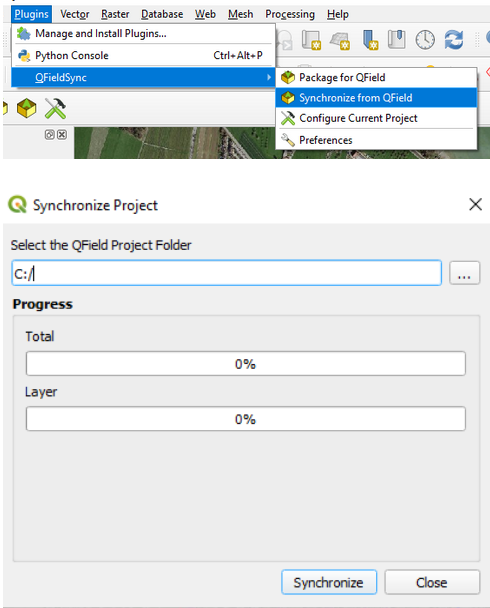 Plugins Vector Raster Database Web Mesh Processing Help
Manage and Install Plugins...
Python Console Ctrl+Alt+P
QFieldSync
Package for QField
Synchronize from QField
Configure Current Project
Preferences
Synchronize Project
Select the QField Project Folder
C:/
...
Progress
Total
0%
Layer
0%
Synchronize Close